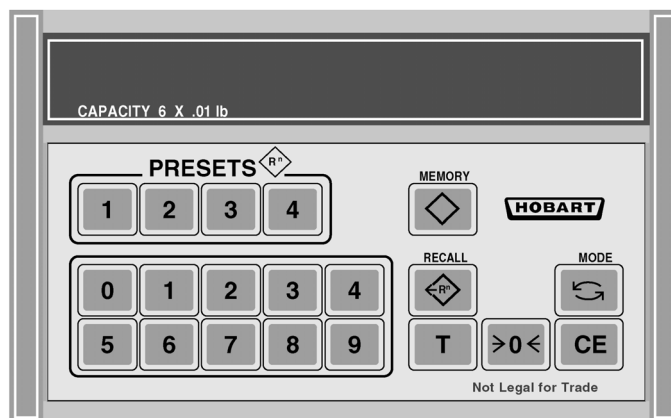 CAPACITY 6 X .01 lb
PRESETS Rⁿ
1 2 3 4
MEMORY
HOBART
RECALL
MODE
0 1 2 3 4
Rⁿ
5 6 7 8 9
T >0< CE
Not Legal for Trade